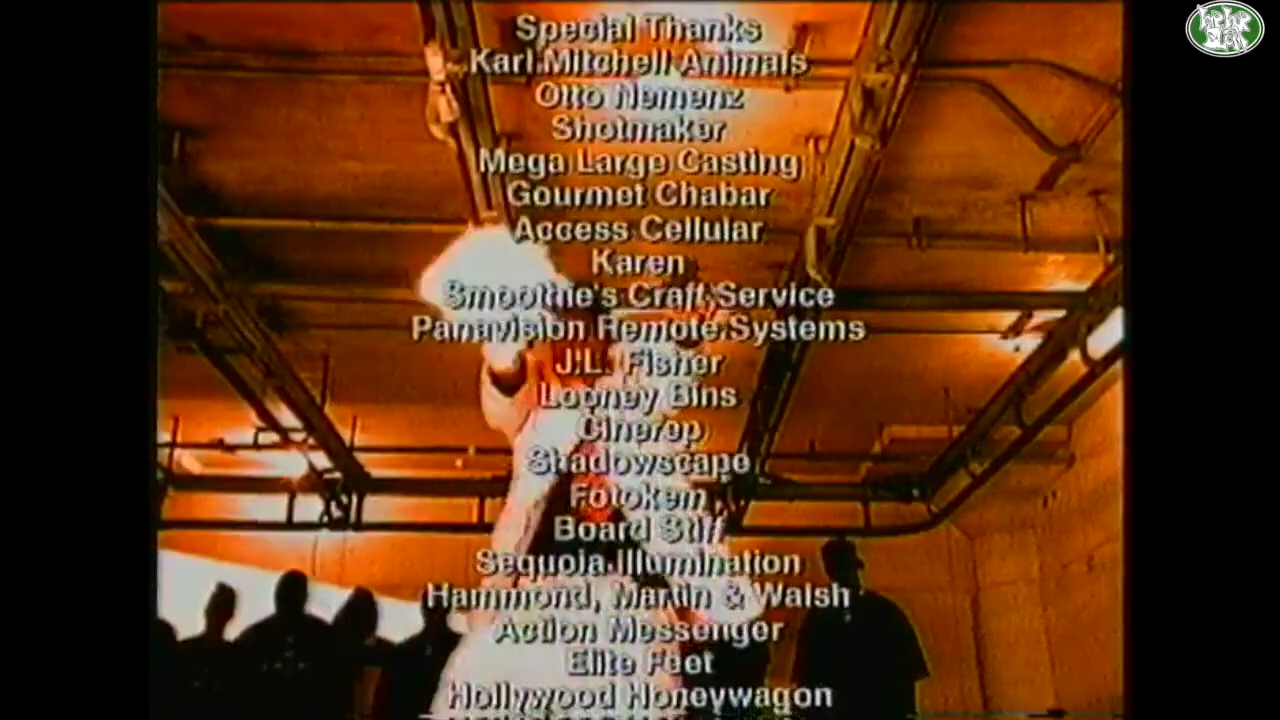 Special Thanks
Karl Mitchell Animals
Otto Nemenz
Shotmaker
Mega Large Casting
Gourmet Chabar
Access Cellular
Karen
Smoothie's Craft Service
Panavision Remote Systems
J.L. Fisher
Looney Bins
Cinerep
Shadowscape
Fotokem
Board Stiff
Sequoia Illumination
Hammond, Martin & Walsh
Action Messenger
Elite Feet
Hollywood Honeywagon